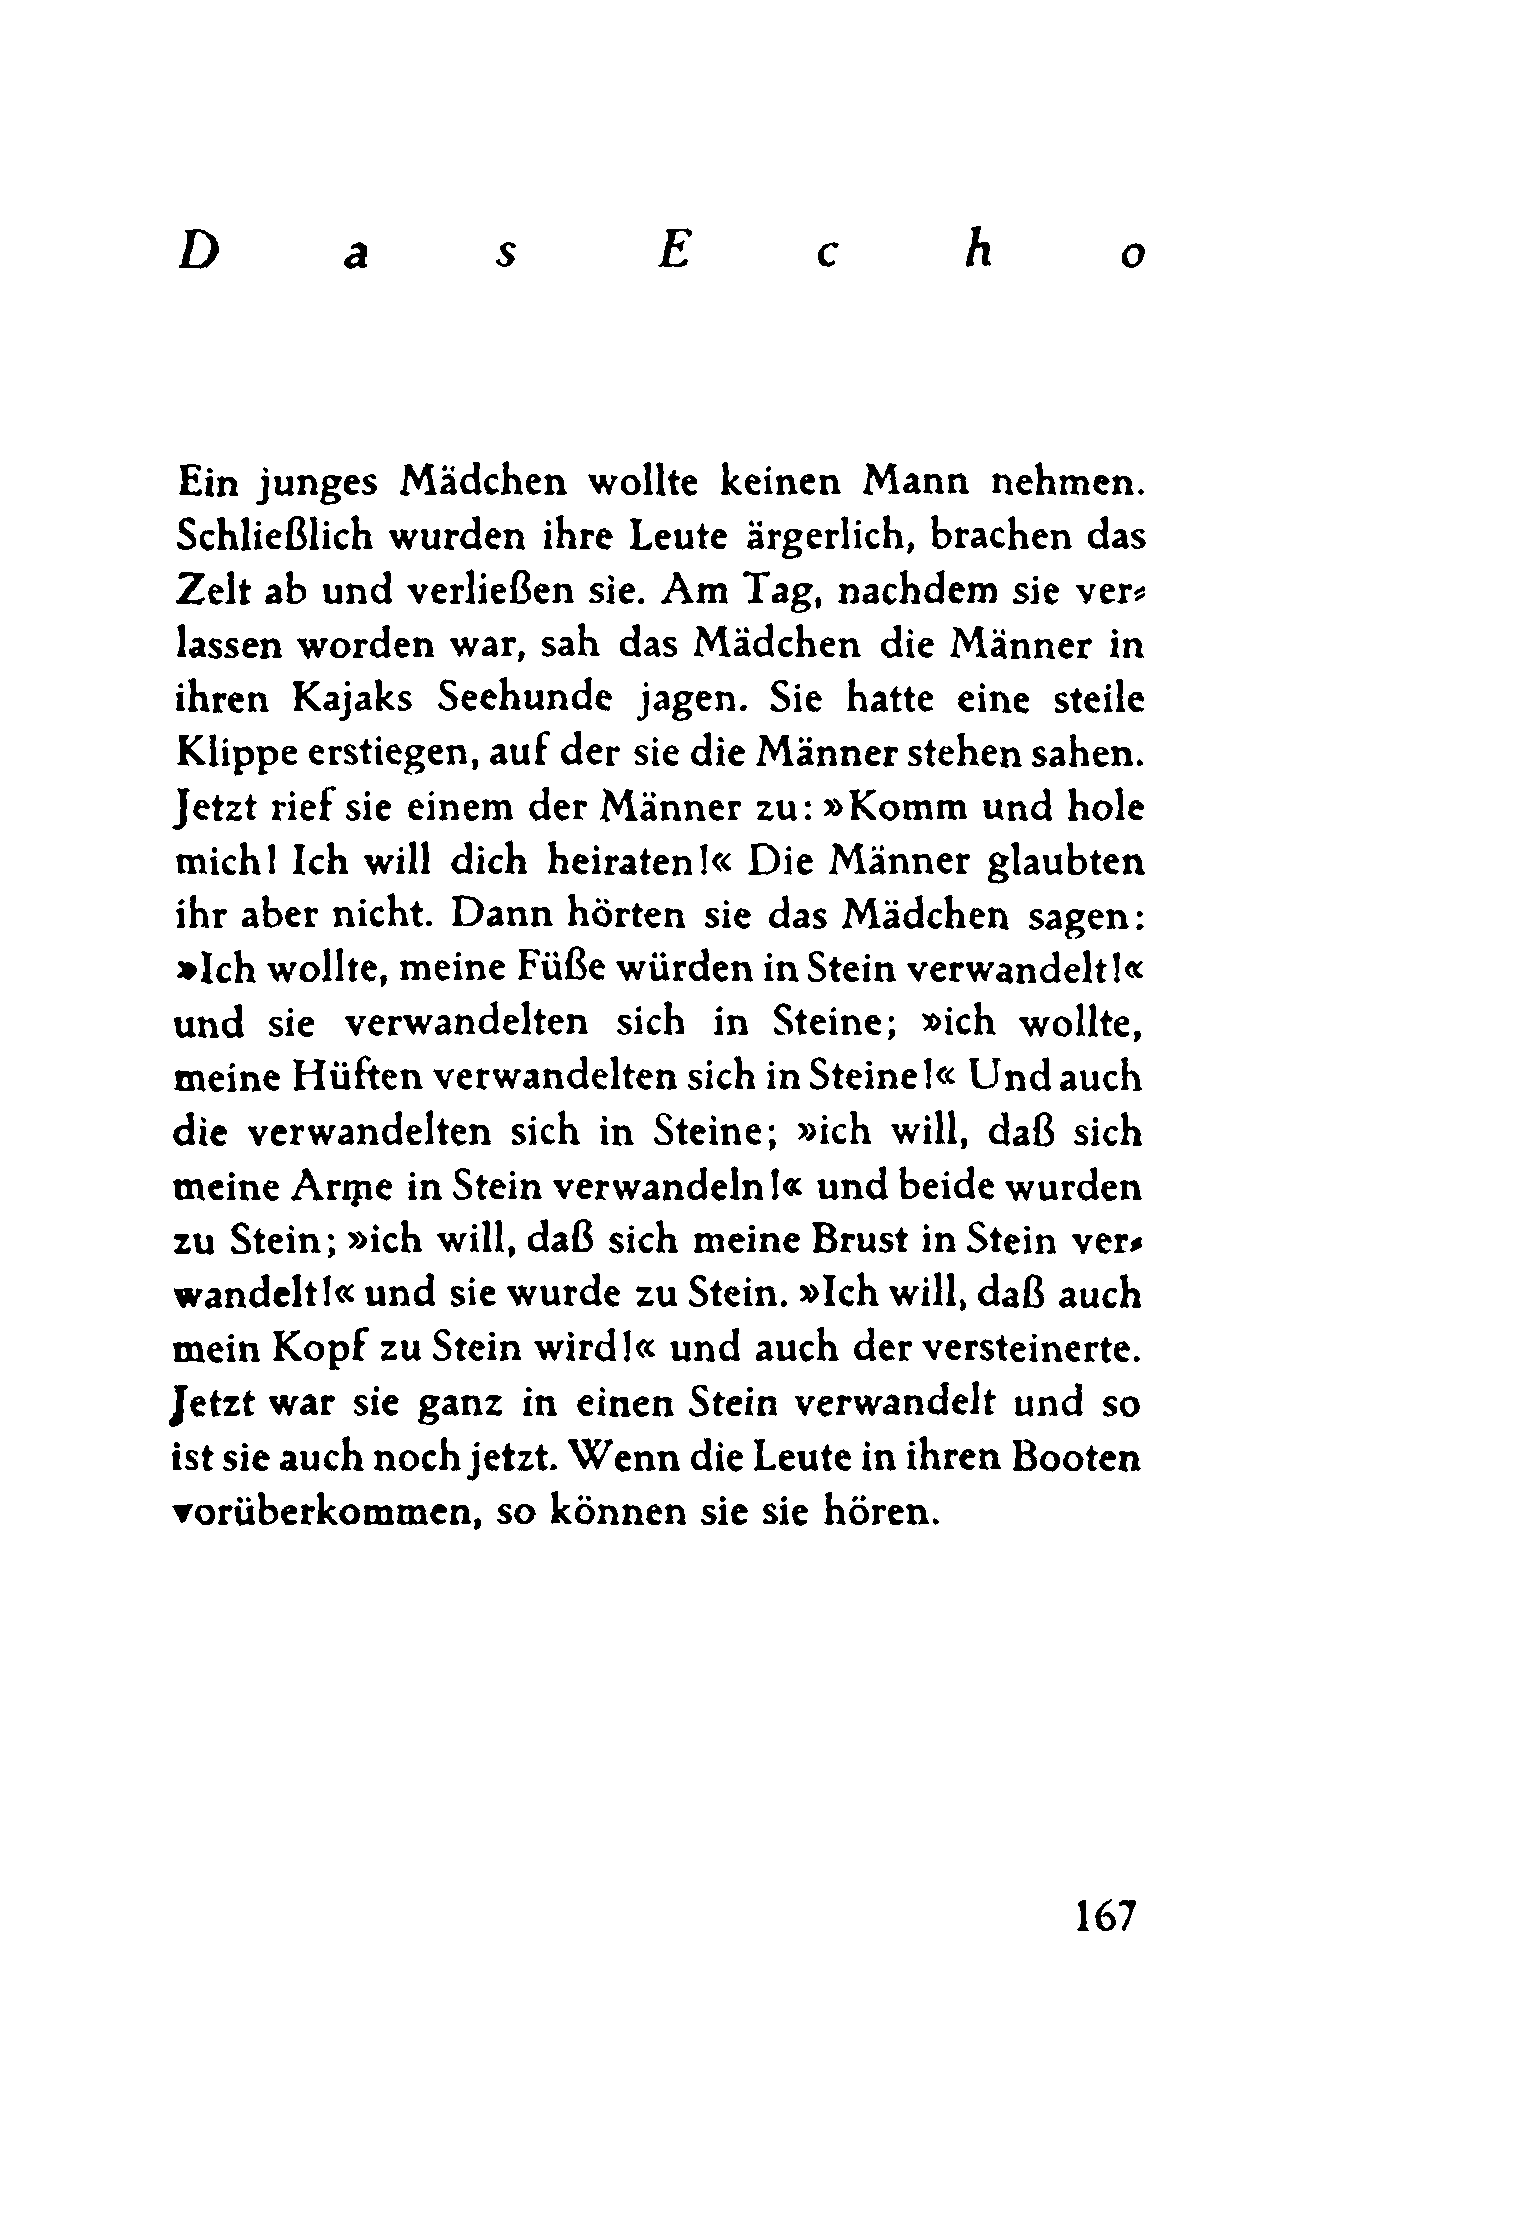 Das Echo
Ein junges Mädchen wollte keinen Mann nehmen.
Schließlich wurden ihre Leute ärgerlich, brachen das
Zelt ab und verließen sie. Am Tag, nachdem sie ver-
lassen worden war, sah das Mädchen die Männer in
ihren Kajaks Seehunde jagen. Sie hatte eine steile
Klippe erstiegen, auf der sie die Männer stehen sahen.
Jetzt rief sie einem der Männer zu: »Komm und hole
mich! Ich will dich heiraten!« Die Männer glaubten
ihr aber nicht. Dann hörten sie das Mädchen sagen:
»Ich wollte, meine Füße würden in Stein verwandelt!«
und sie verwandelten sich in Steine; »ich wollte,
meine Hüften verwandelten sich in Steine!« Und auch
die verwandelten sich in Steine; »ich will, daß sich
meine Arme in Stein verwandeln!« und beide wurden
zu Stein; »ich will, daß sich meine Brust in Stein ver-
wandelt!« und sie wurde zu Stein. »Ich will, daß auch
mein Kopf zu Stein wird!« und auch der versteinerte.
Jetzt war sie ganz in einen Stein verwandelt und so
ist sie auch noch jetzt. Wenn die Leute in ihren Booten
vorüberkommen, so können sie sie hören.
167